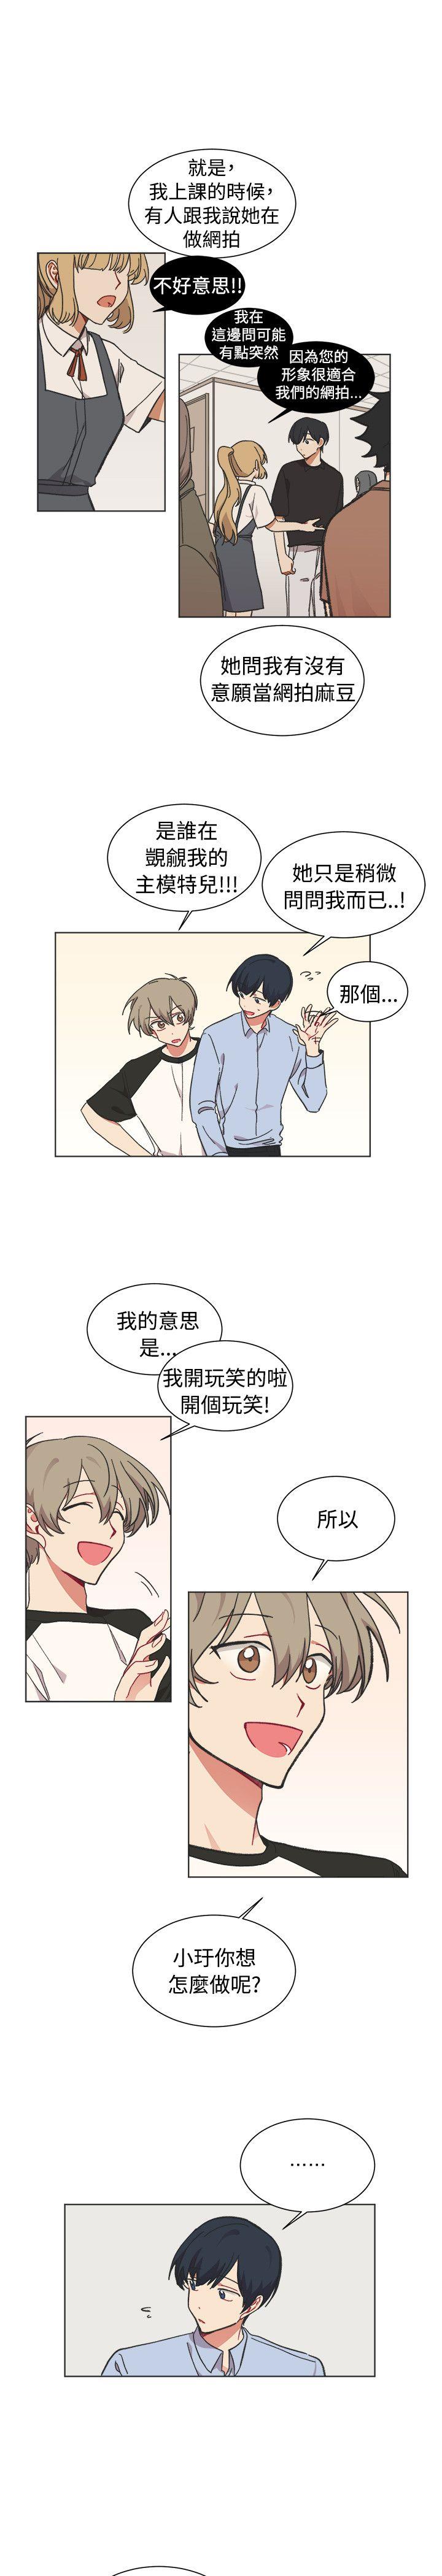 就是，
我上課的時候，
有人跟我說她在
做網拍
不好意思!!
我在
這邊問可能
有點突然
因為您的
形象很適合
我們的網拍...
她問我有沒有
意願當網拍麻豆
是誰在
覬覦我的
主模特兒!!!
她只是稍微
問問我而已..!
那個...
我的意思
是...
我開玩笑的啦
開個玩笑!
所以
小玗你想
怎麼做呢?
……